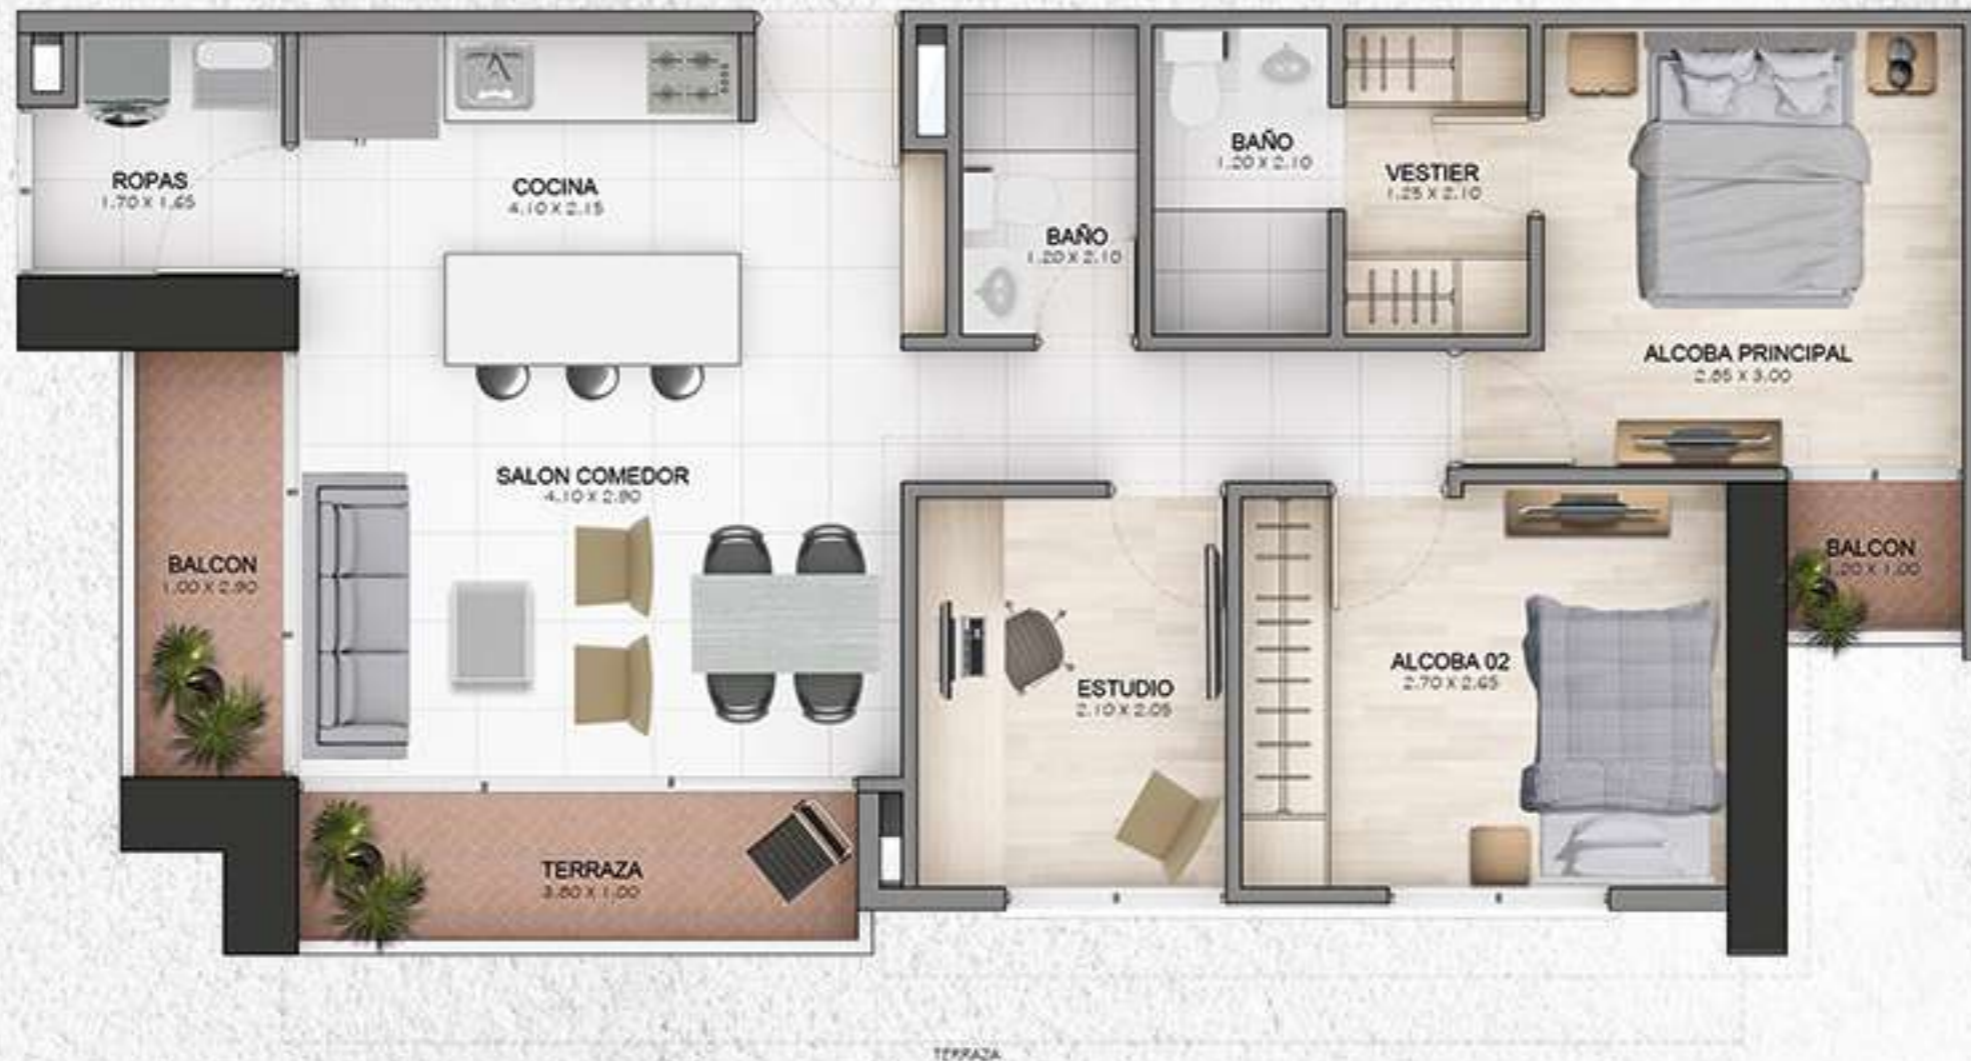 ROPAS
1.70 X 1.65
COCINA
4.10 X 2.15
BAÑO
1.20 X 2.10
BAÑO
1.20 X 2.10
VESTIER
1.25 X 2.10
ALCOBA PRINCIPAL
2.85 X 3.00
SALON COMEDOR
4.10 X 2.90
BALCON
1.00 X 2.90
ESTUDIO
2.10 X 2.05
ALCOBA 02
2.70 X 2.65
BALCON
1.20 X 1.00
TERRAZA
3.80 X 1.00
TERRAZA